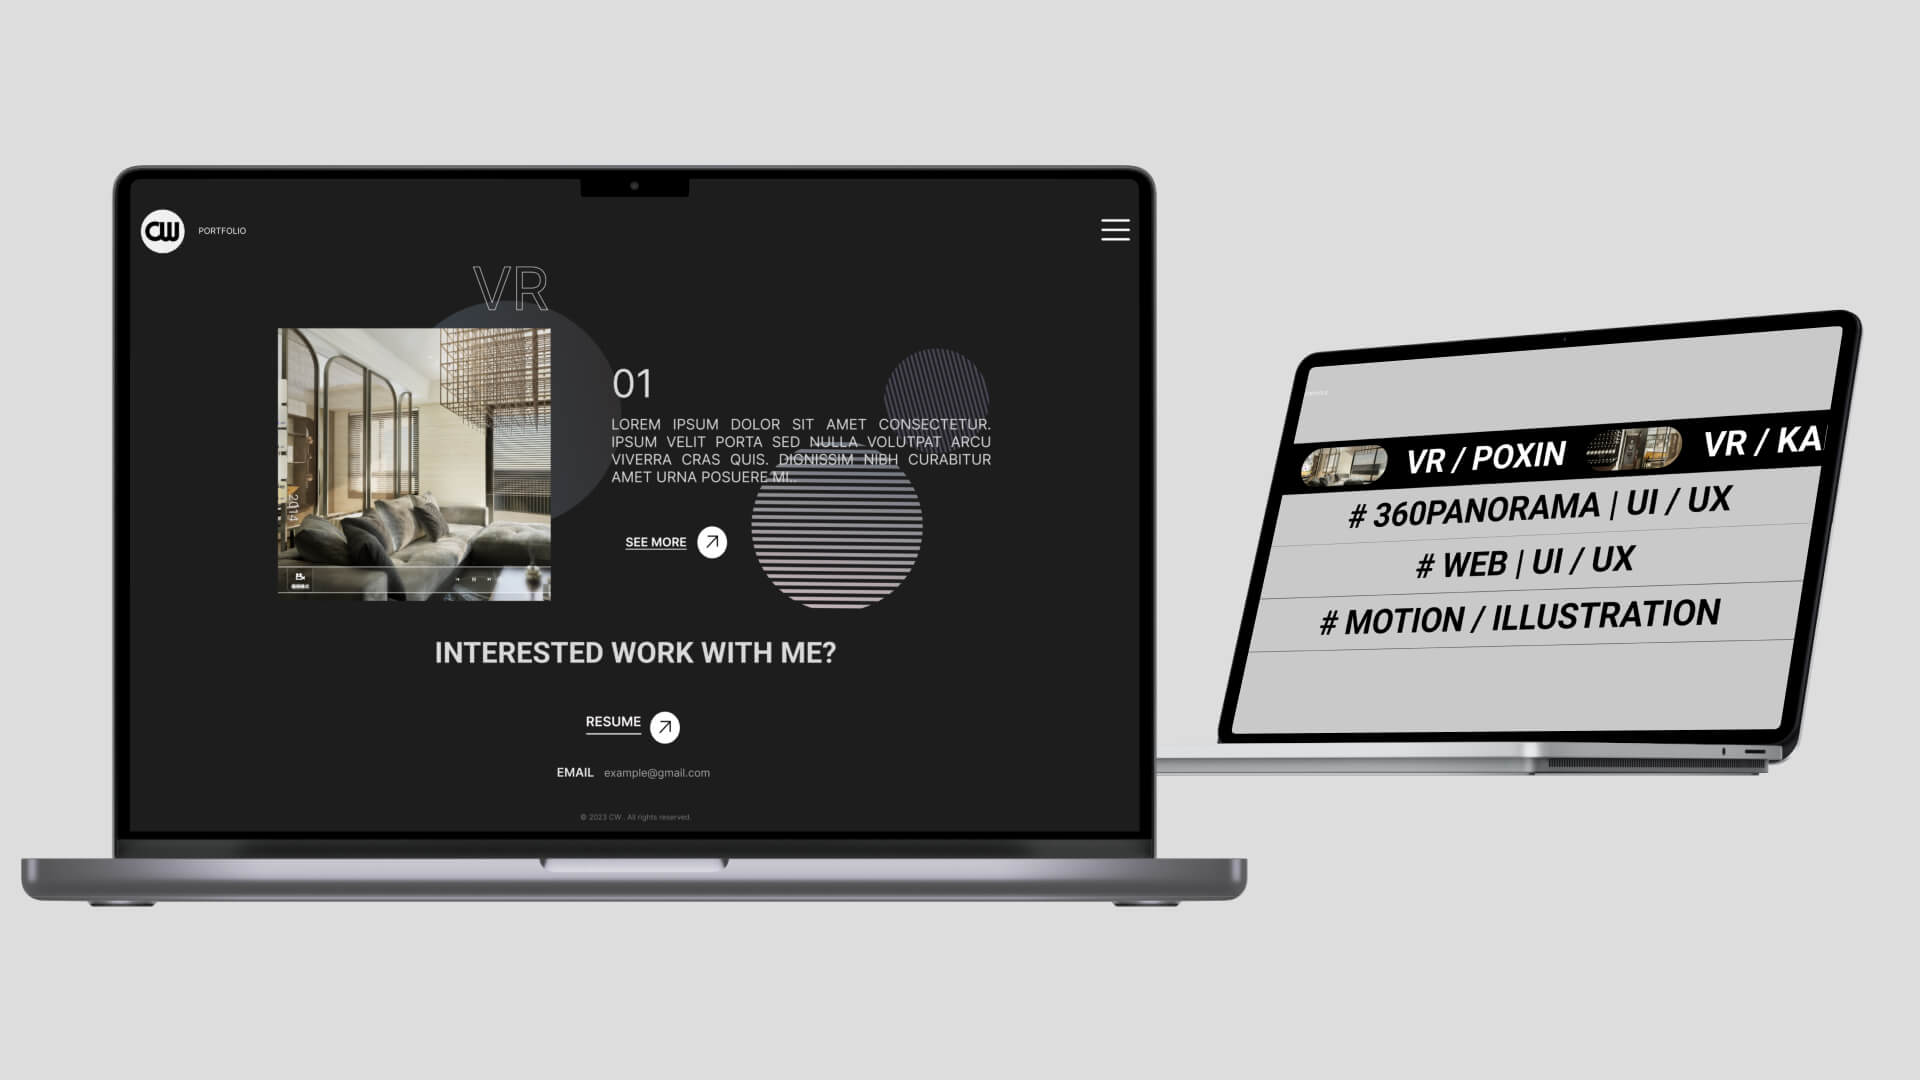 CW
PORTFOLIO
VR
2014
01
LOREM IPSUM DOLOR SIT AMET CONSECTETUR.
IPSUM VELIT PORTA SED NULLA VOLUTPAT ARCU
VIVERRA CRAS QUIS. DIGNISSIM NIBH CURABITUR
AMET URNA POSUERE MI..
SEE MORE
INTERESTED WORK WITH ME?
RESUME
EMAIL example@gmail.com
© 2023 CW. All rights reserved.
VR / POXIN VR / KA
# 360PANORAMA | UI / UX
# WEB | UI / UX
# MOTION / ILLUSTRATION